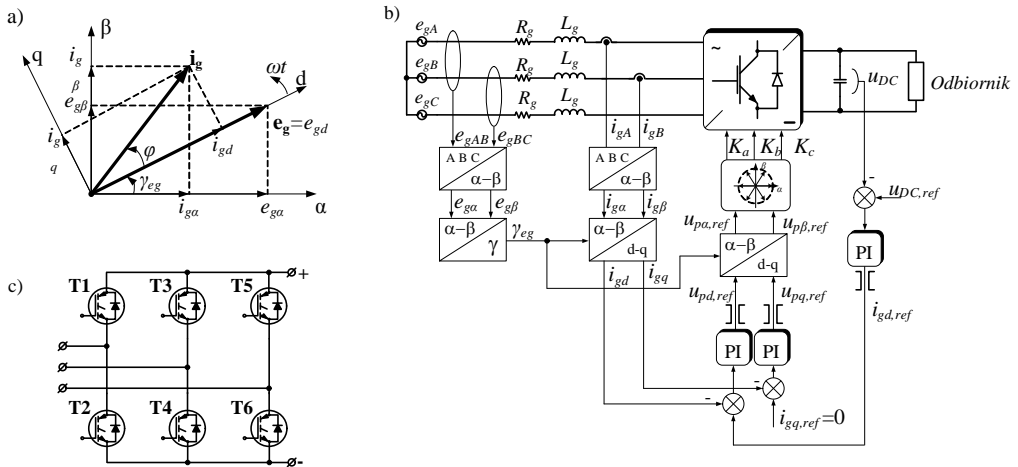 a)
q
β
i_g
β
e_gβ
i_g
q
i_g
ωt
d
e_g=e_gd
i_gd
φ
γ_eg
i_gα
e_gα
α
b)
e_gA
R_g
L_g
e_gB
R_g
L_g
e_gC
R_g
L_g
~
−
u_DC
Odbiornik
e_gAB
e_gBC
i_gA
i_gB
K_a
K_b
K_c
A B C
α−β
A B C
α−β
β
α
-
u_DC,ref
e_gα
e_gβ
i_gα
i_gβ
u_pα,ref
u_pβ,ref
α−β
γ
γ_eg
α−β
d-q
α−β
d-q
PI
i_gd
i_gq
u_pd,ref
u_pq,ref
i_gd,ref
PI
PI
-
-
i_gq,ref=0
c)
T1
T3
T5
+
T2
T4
T6
-